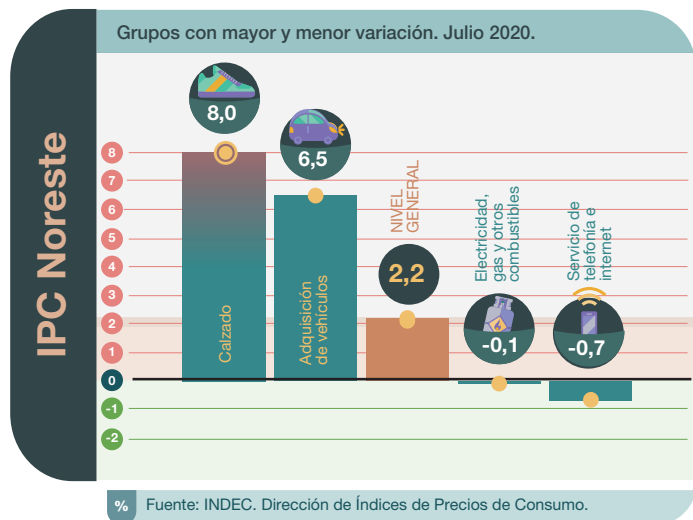 Grupos con mayor y menor variación. Julio 2020.
IPC Noreste
8
7
6
5
4
3
2
1
0
-1
-2
8,0
Calzado
6,5
Adquisición
de vehículos
NIVEL
GENERAL
2,2
Electricidad,
gas y otros
combustibles
-0,1
Servicio de
telefonía e
internet
-0,7
% Fuente: INDEC. Dirección de Índices de Precios de Consumo.